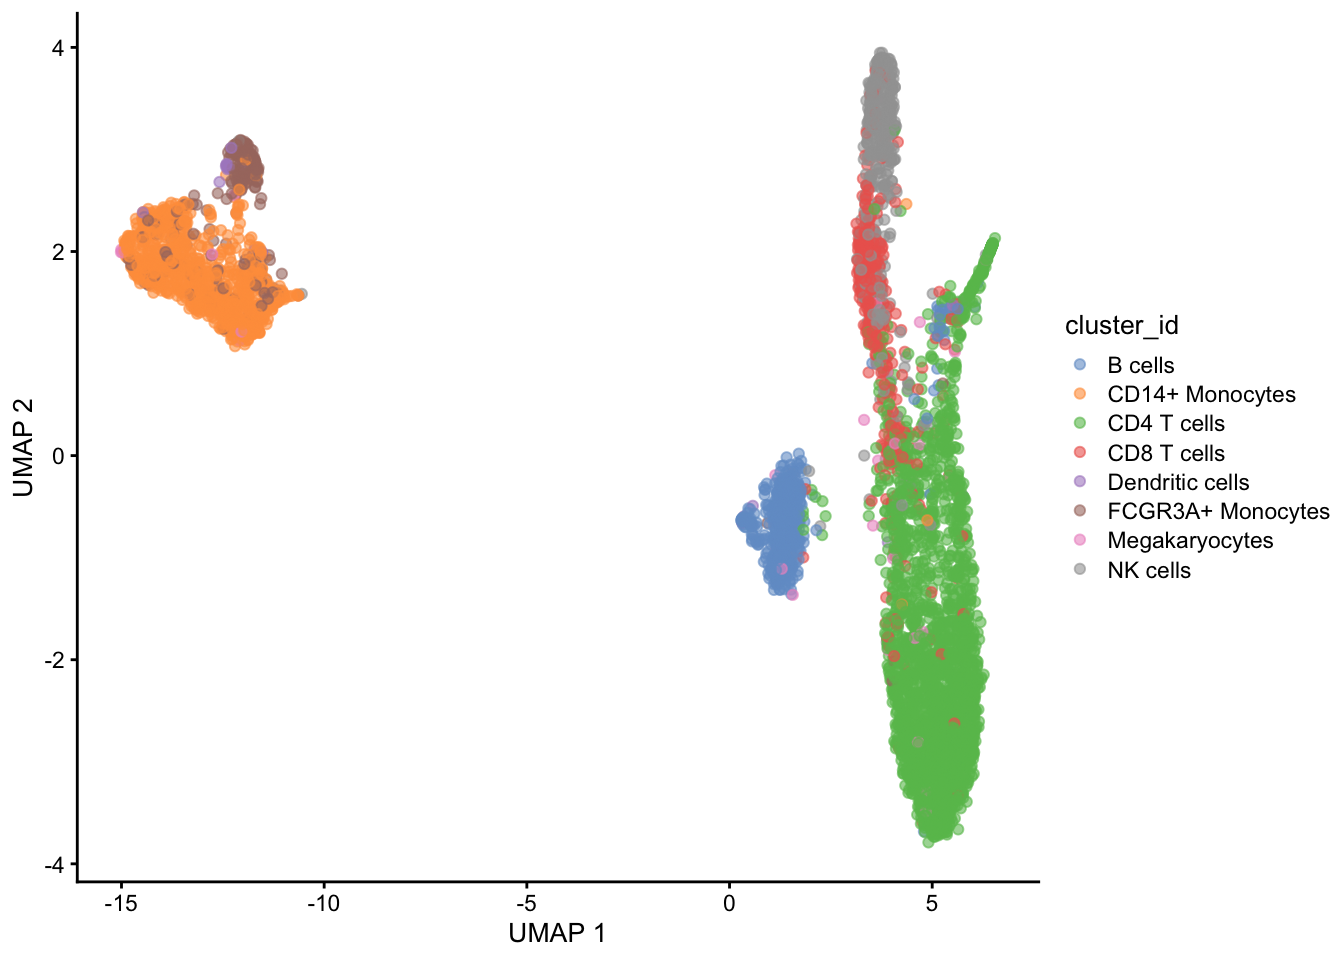 4
2
0
-2
-4
UMAP 2
-15
-10
-5
0
5
UMAP 1
cluster_id
B cells
CD14+ Monocytes
CD4 T cells
CD8 T cells
Dendritic cells
FCGR3A+ Monocytes
Megakaryocytes
NK cells